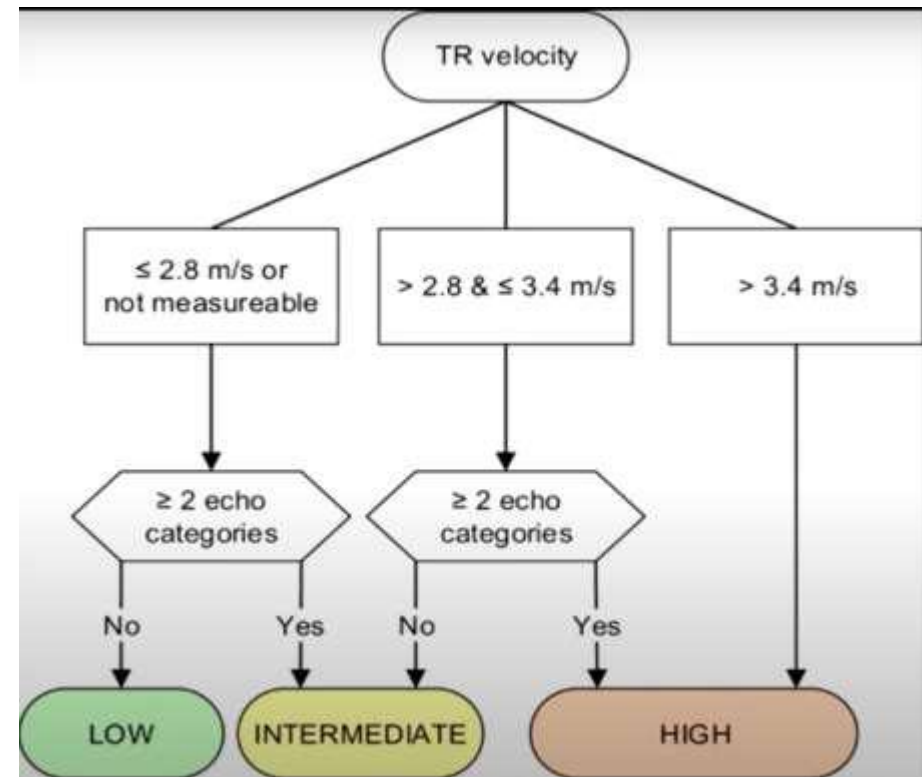 TR velocity
≤ 2.8 m/s or
not measureable
> 2.8 & ≤ 3.4 m/s
> 3.4 m/s
≥ 2 echo
categories
≥ 2 echo
categories
No
Yes
No
Yes
LOW
INTERMEDIATE
HIGH